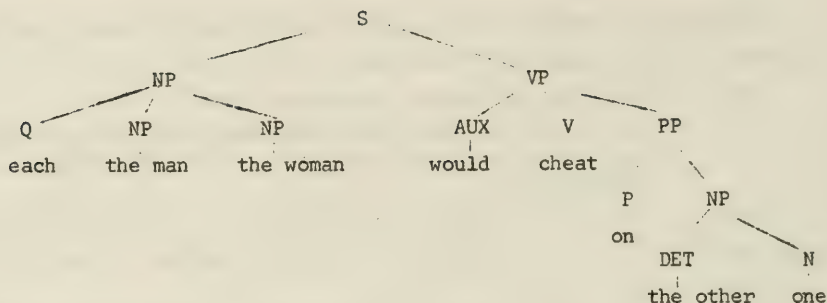 S
NP VP
Q NP NP AUX V PP
each the man the woman would cheat
P NP
on
DET N
the other one